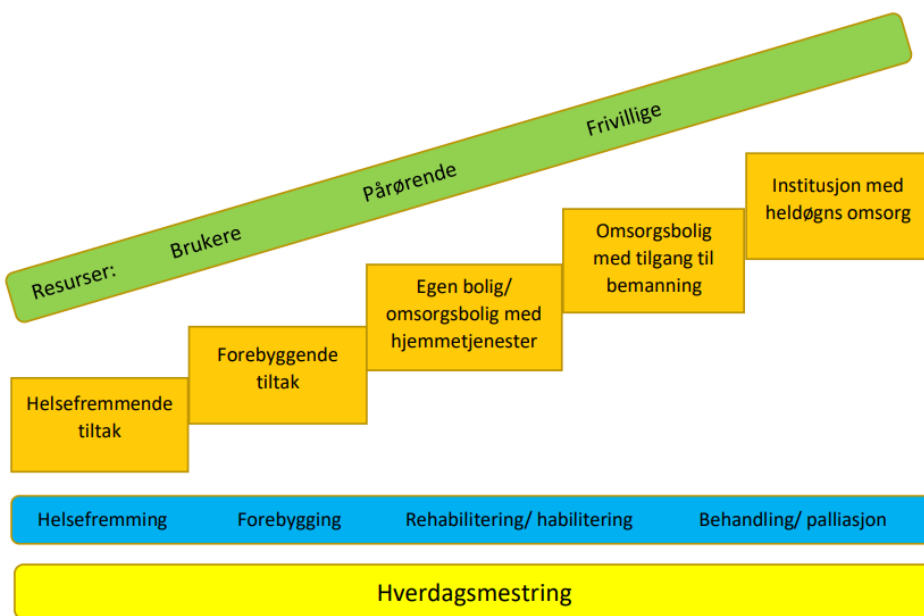 Resurser: Brukere Pårørende Frivillige
Institusjon med
heldøgns omsorg
Omsorgsbolig
med tilgang til
bemanning
Egen bolig/
omsorgsbolig med
hjemmetjenester
Forebyggende
tiltak
Helsefremmende
tiltak
Helsefremming Forebygging Rehabilitering/ habilitering Behandling/ palliasjon
Hverdagsmestring